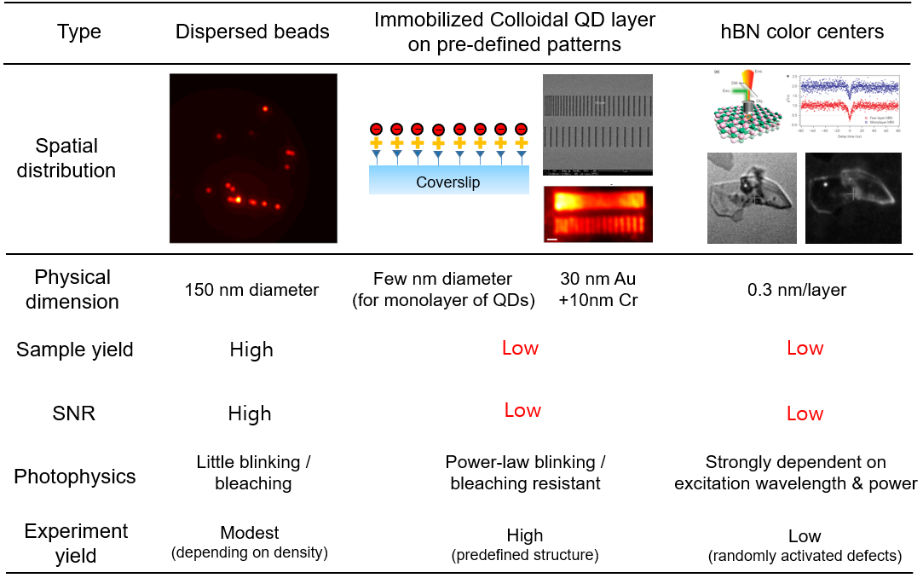 Type
Dispersed beads
Immobilized Colloidal QD layer
on pre-defined patterns
hBN color centers
Spatial
distribution
Coverslip
Physical
dimension
150 nm diameter
Few nm diameter
(for monolayer of QDs)
30 nm Au
+10nm Cr
0.3 nm/layer
Sample yield
High
Low
Low
SNR
High
Low
Low
Photophysics
Little blinking /
bleaching
Power-law blinking /
bleaching resistant
Strongly dependent on
excitation wavelength & power
Experiment
yield
Modest
(depending on density)
High
(predefined structure)
Low
(randomly activated defects)